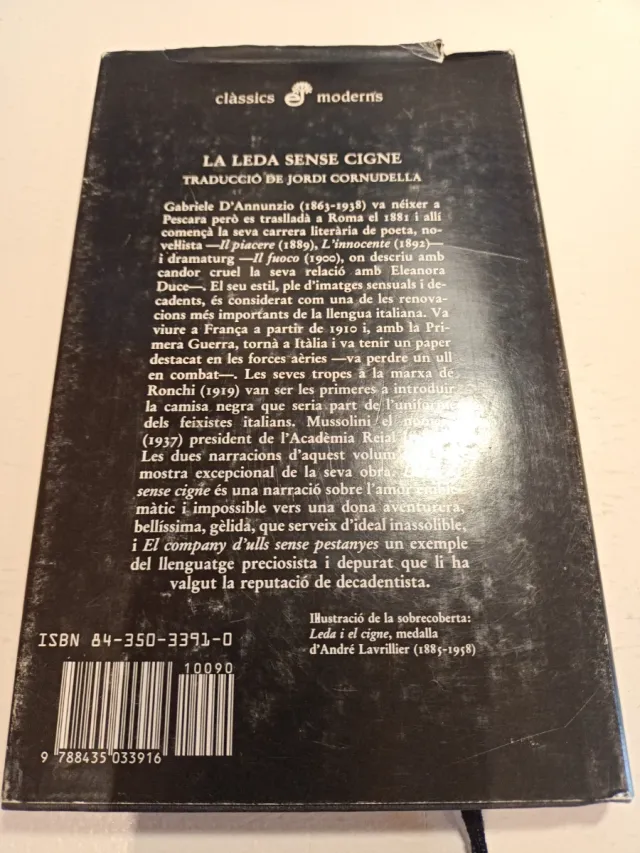 clàssics moderns
LA LEDA SENSE CIGNE
TRADUCCIÓ DE JORDI CORNUDELLA
Gabriele D'Annunzio (1863-1938) va néixer a
Pescara però es traslladà a Roma el 1881 i allí
començà la seva carrera literària de poeta, no-
vel·lista —Il piacere (1889), L'innocente (1892)—
i dramaturg —Il fuoco (1900), on descriu amb
candor cruel la seva relació amb Eleanora
Duce—. El seu estil, ple d'imatges sensuals i de-
cadents, és considerat com una de les renova-
cions més importants de la llengua italiana. Va
viure a França a partir de 1910 i, amb la Pri-
mera Guerra, tornà a Itàlia i va tenir un paper
destacat en les forces aèries —va perdre un ull
en combat—. Les seves tropes a la marxa de
Ronchi (1919) van ser les primeres a introduir
la camisa negra que seria part de l'uniforme
dels feixistes italians. Mussolini el
(1937) president de l'Acadèmia Reial
Les dues narracions d'aquest volum
mostra excepcional de la seva obra.
sense cigne és una narració sobre l'amor
màtic i impossible vers una dona aventurera,
bellíssima, gèlida, que serveix d'ideal inassolible,
i El company d'ulls sense pestanyes un exemple
del llenguatge preciosista i depurat que li ha
valgut la reputació de decadentista.
Il·lustració de la sobrecoberta:
Leda i el cigne, medalla
d'André Lavrillier (1885-1958)
ISBN 84-350-3391-0
10090
9 788435 033916